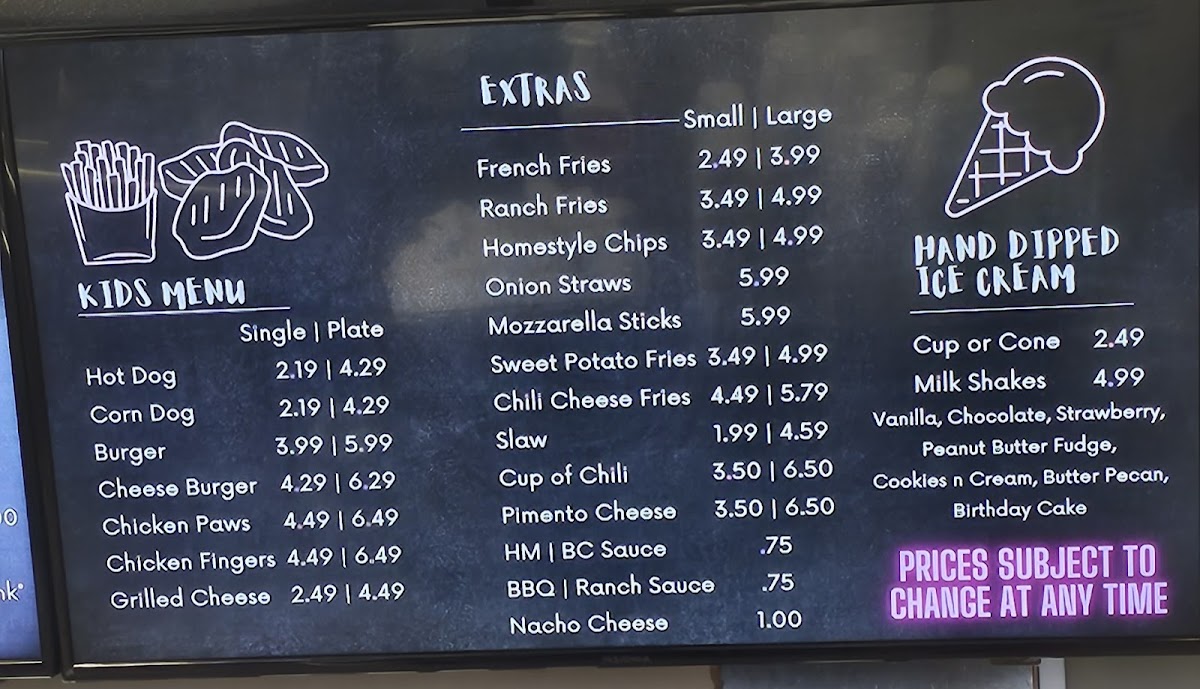 KIDS MENU
Single | Plate
Hot Dog 2.19 | 4.29
Corn Dog 2.19 | 4.29
Burger 3.99 | 5.99
Cheese Burger 4.29 | 6.29
Chicken Paws 4.49 | 6.49
Chicken Fingers 4.49 | 6.49
Grilled Cheese 2.49 | 4.49
EXTRAS
Small | Large
French Fries 2.49 | 3.99
Ranch Fries 3.49 | 4.99
Homestyle Chips 3.49 | 4.99
Onion Straws 5.99
Mozzarella Sticks 5.99
Sweet Potato Fries 3.49 | 4.99
Chili Cheese Fries 4.49 | 5.79
Slaw 1.99 | 4.59
Cup of Chili 3.50 | 6.50
Pimento Cheese 3.50 | 6.50
HM | BC Sauce .75
BBQ | Ranch Sauce .75
Nacho Cheese 1.00
HAND DIPPED
ICE CREAM
Cup or Cone 2.49
Milk Shakes 4.99
Vanilla, Chocolate, Strawberry,
Peanut Butter Fudge,
Cookies n Cream, Butter Pecan,
Birthday Cake
PRICES SUBJECT TO
CHANGE AT ANY TIME